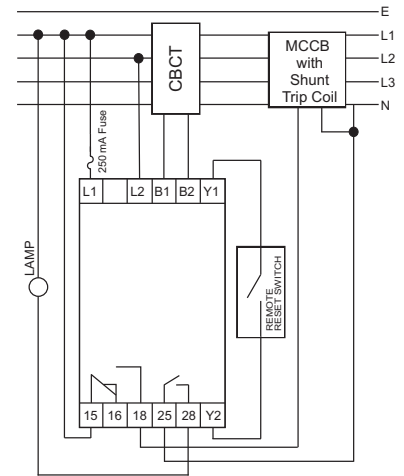 E
L1
L2
L3
N
CBCT
MCCB
with
Shunt
Trip Coil
250 mA Fuse
L1 L2 B1 B2 Y1
LAMP
REMOTE
RESET SWITCH
15 16 18 25 28 Y2